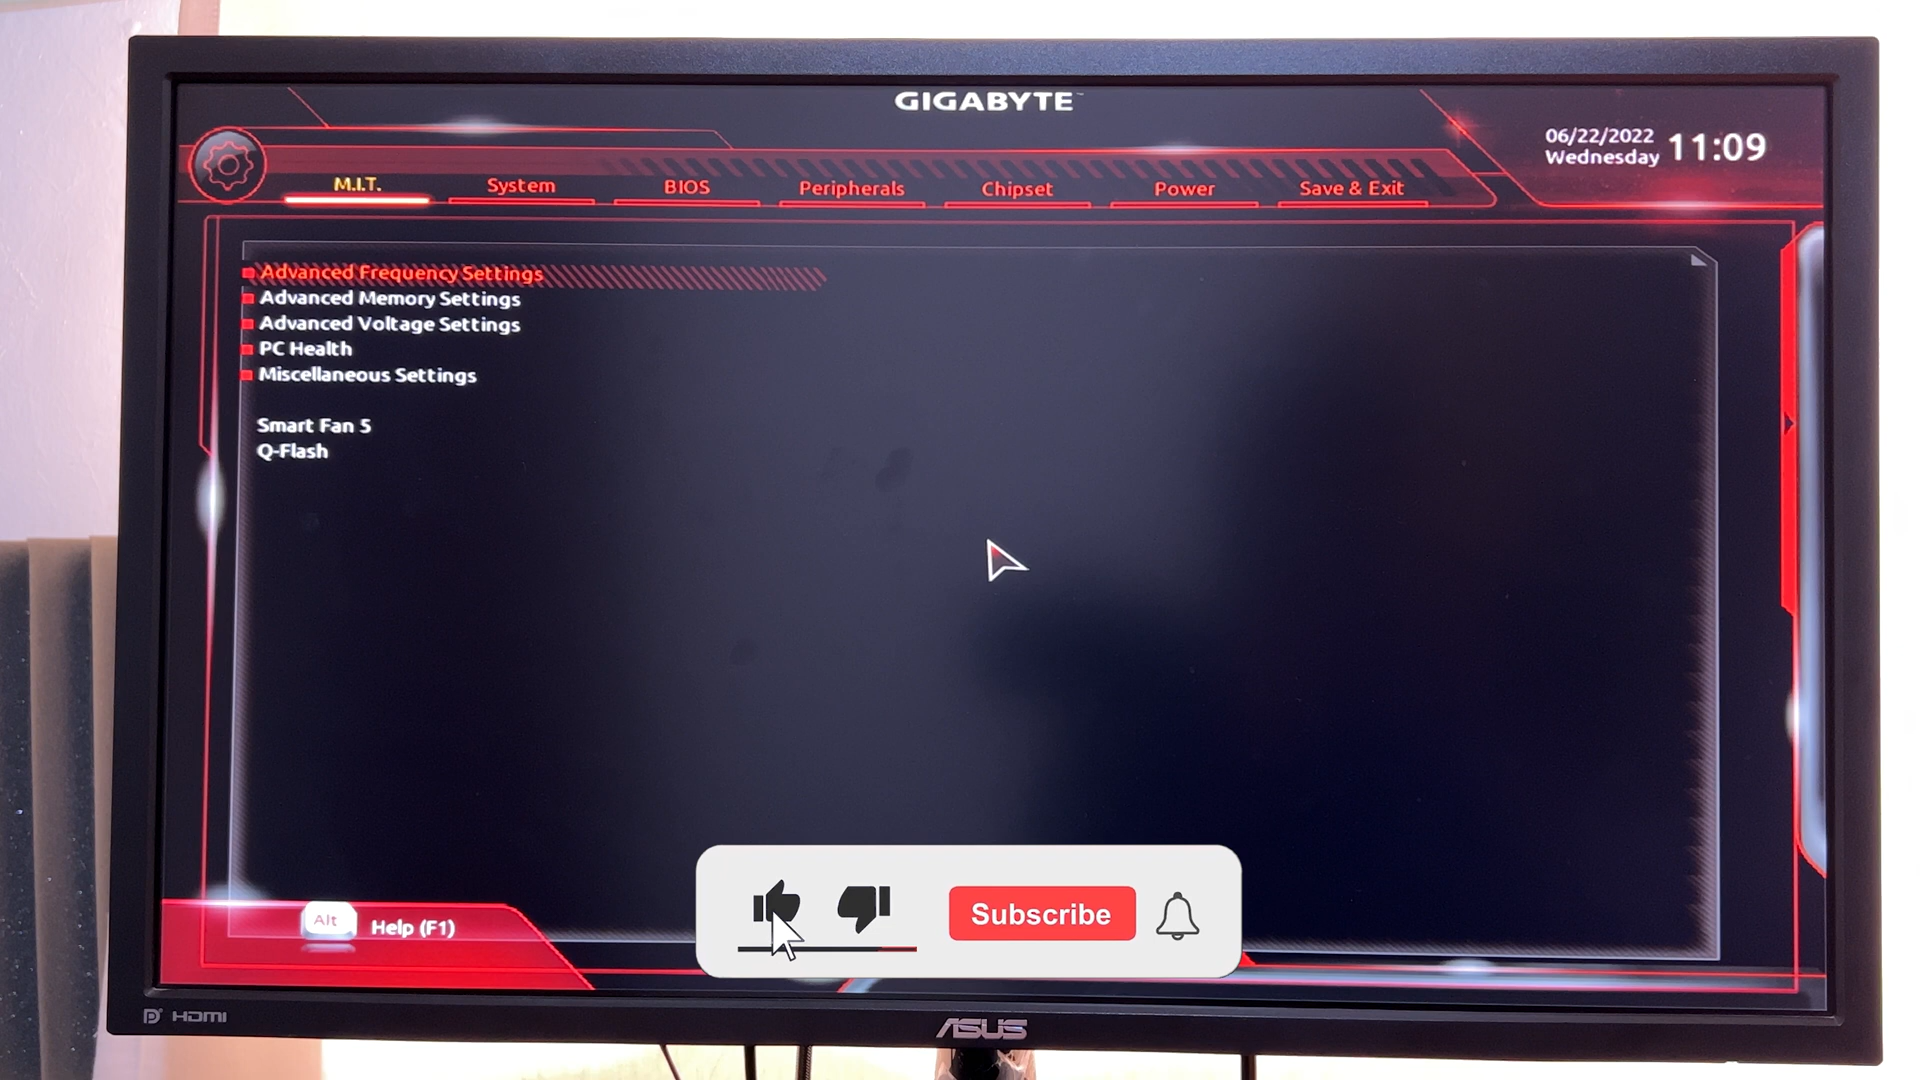 GIGABYTE™
06/22/2022
Wednesday
11:09
M.I.T. System BIOS Peripherals Chipset Power Save & Exit
Advanced Frequency Settings
Advanced Memory Settings
Advanced Voltage Settings
PC Health
Miscellaneous Settings
Smart Fan 5
Q-Flash
Subscribe
Alt Help (F1)
HDMI
ASUS